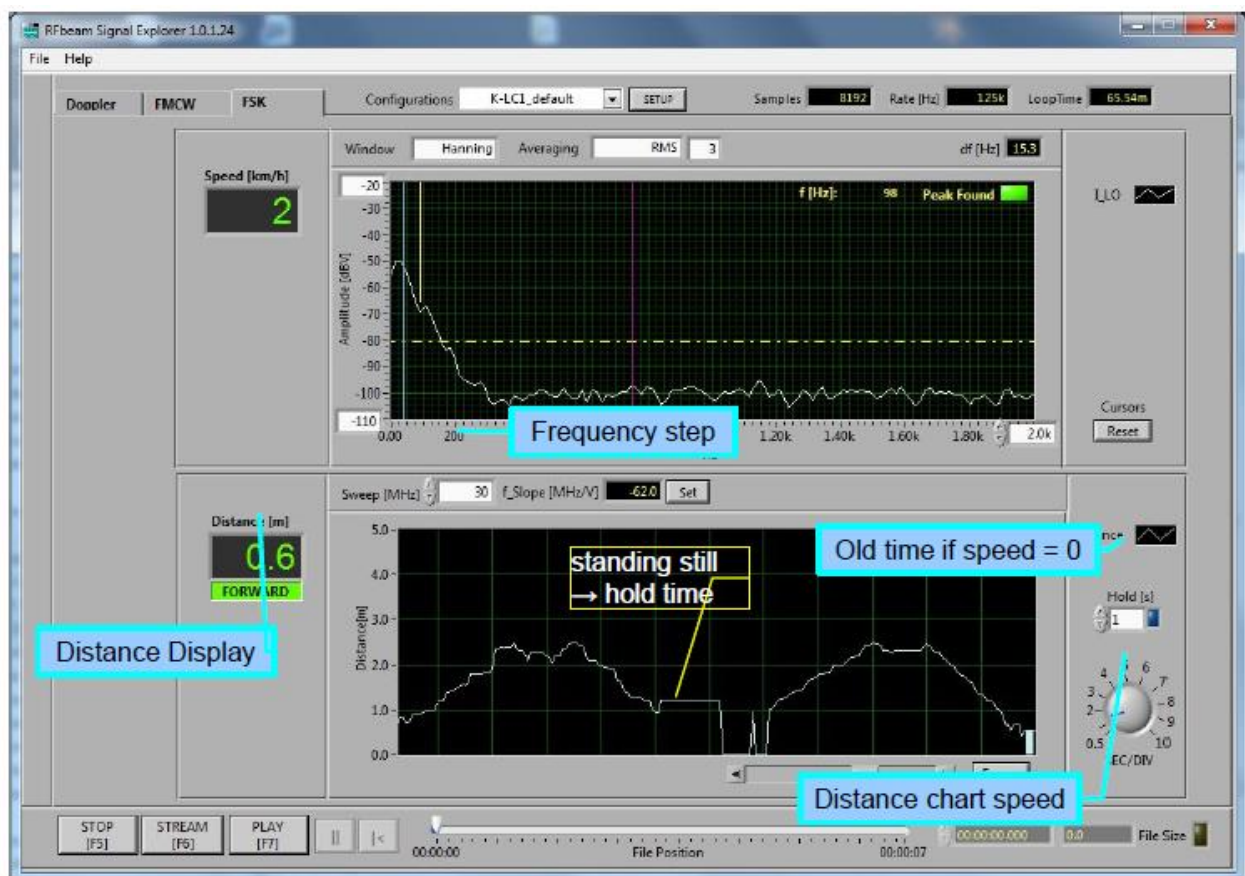 RFbeam Signal Explorer 1.0.1.24
File Help
Doppler FMCW FSK Configurations K-LC1_default SETUP Samples 8192 Rate [Hz] 125k LoopTime 65.54m
Window Hanning Averaging RMS 3 df [Hz] 15.3
Speed [km/h]
2
f [Hz]: 98 Peak Found
I_LO
Amplitude [dBV]
-20
-30
-40
-50
-60
-70
-80
-90
-100
-110
0.00 200 1.20k 1.40k 1.60k 1.80k 2.0k
Frequency step
Cursors
Reset
Sweep [MHz] 30 f_Slope [MHz/V] -62.0 Set
Distance [m]
0.6
FORWARD
Distance Display
Distance[m]
5.0
4.0
3.0
2.0
1.0
0.0
standing still
→ hold time
Old time if speed = 0
Hold [s]
1
0.5 2 3 4 5 6 7 8 9 10
SEC/DIV
Distance chart speed
STOP
[F5]
STREAM
[F6]
PLAY
[F7]
00:00:00 File Position 00:00:07
00:00:00.000 0.0 File Size